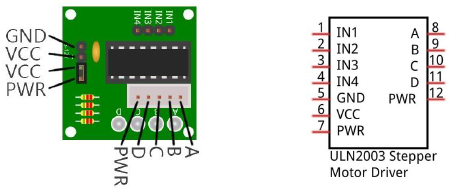 GND
VCC
VCC
PWR
IN4
IN3
IN2
IN1
D
A
PWR
D
C
B
A
1 IN1 A 8
2 IN2 B 9
3 IN3 C 10
4 IN4 D 11
5 GND PWR 12
6 VCC
7 PWR
ULN2003 Stepper
Motor Driver